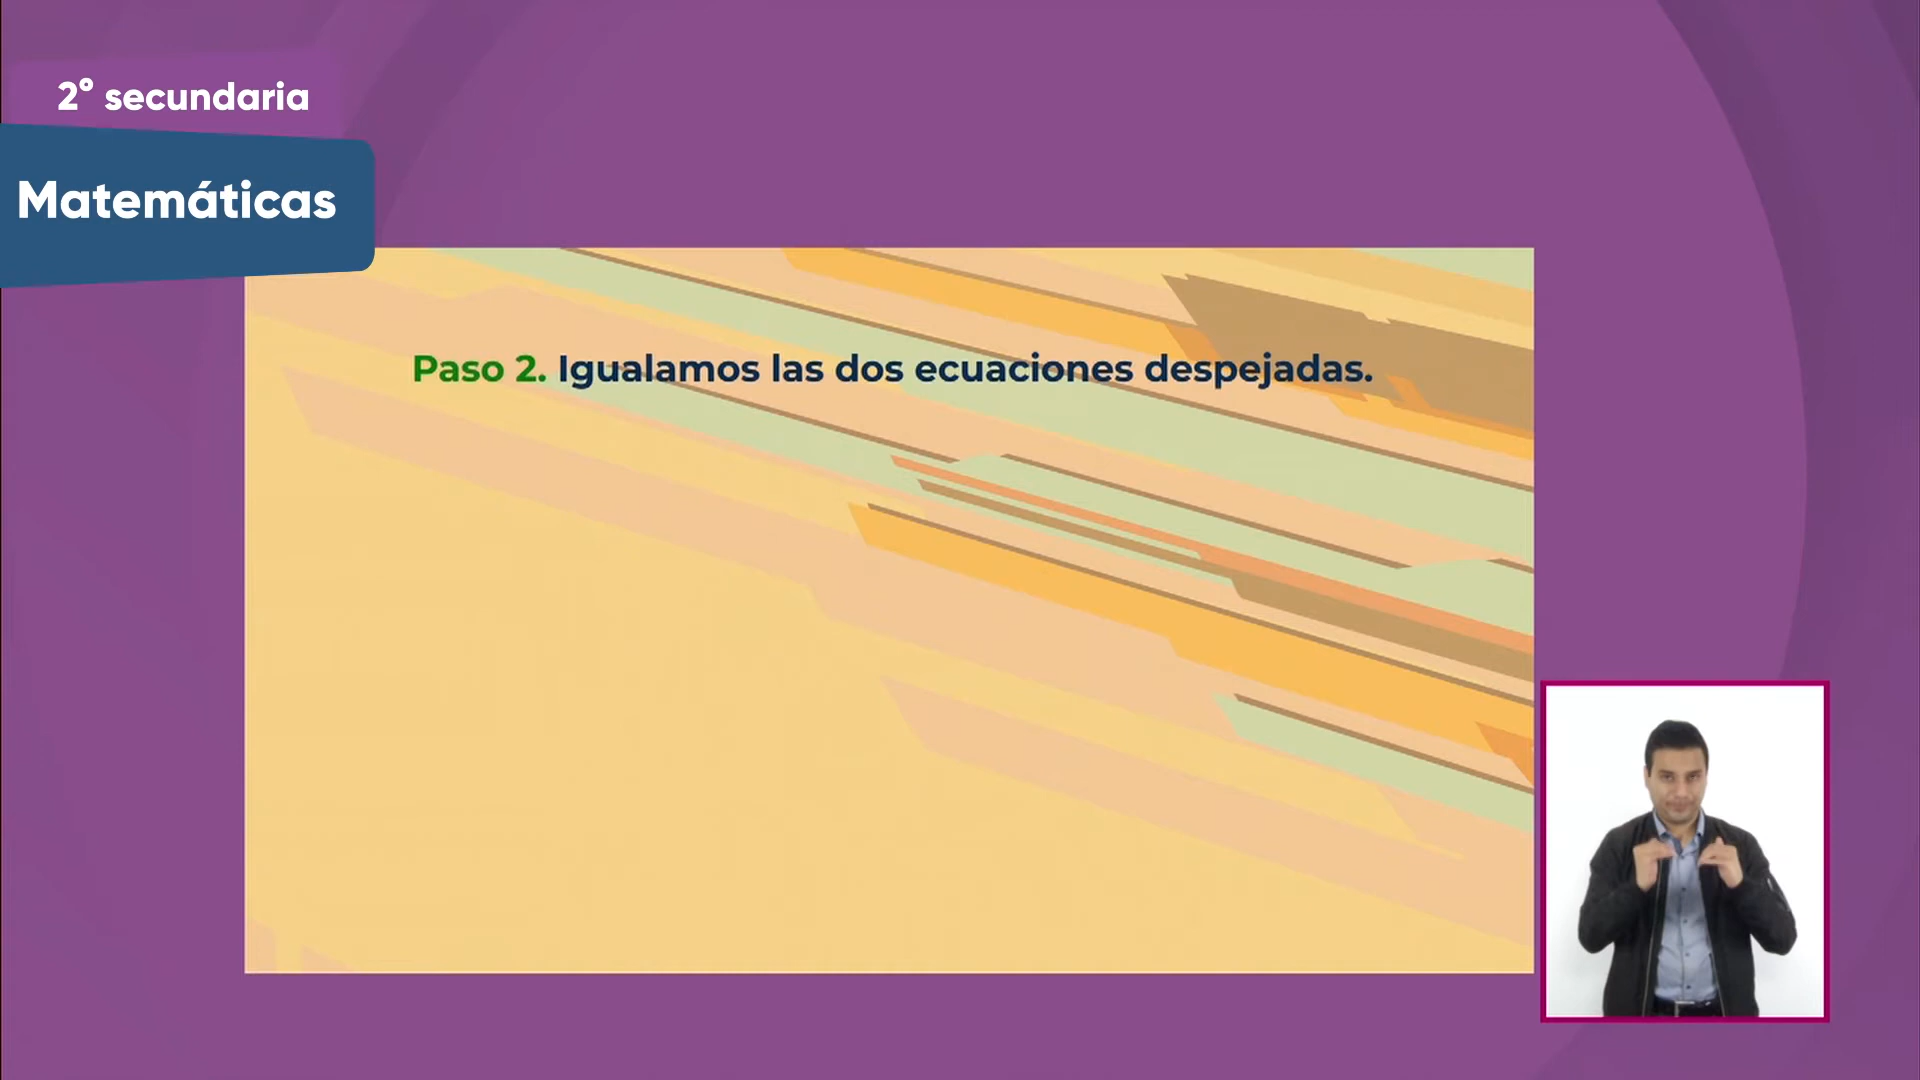 2° secundaria
Matemáticas
Paso 2. Igualamos las dos ecuaciones despejadas.